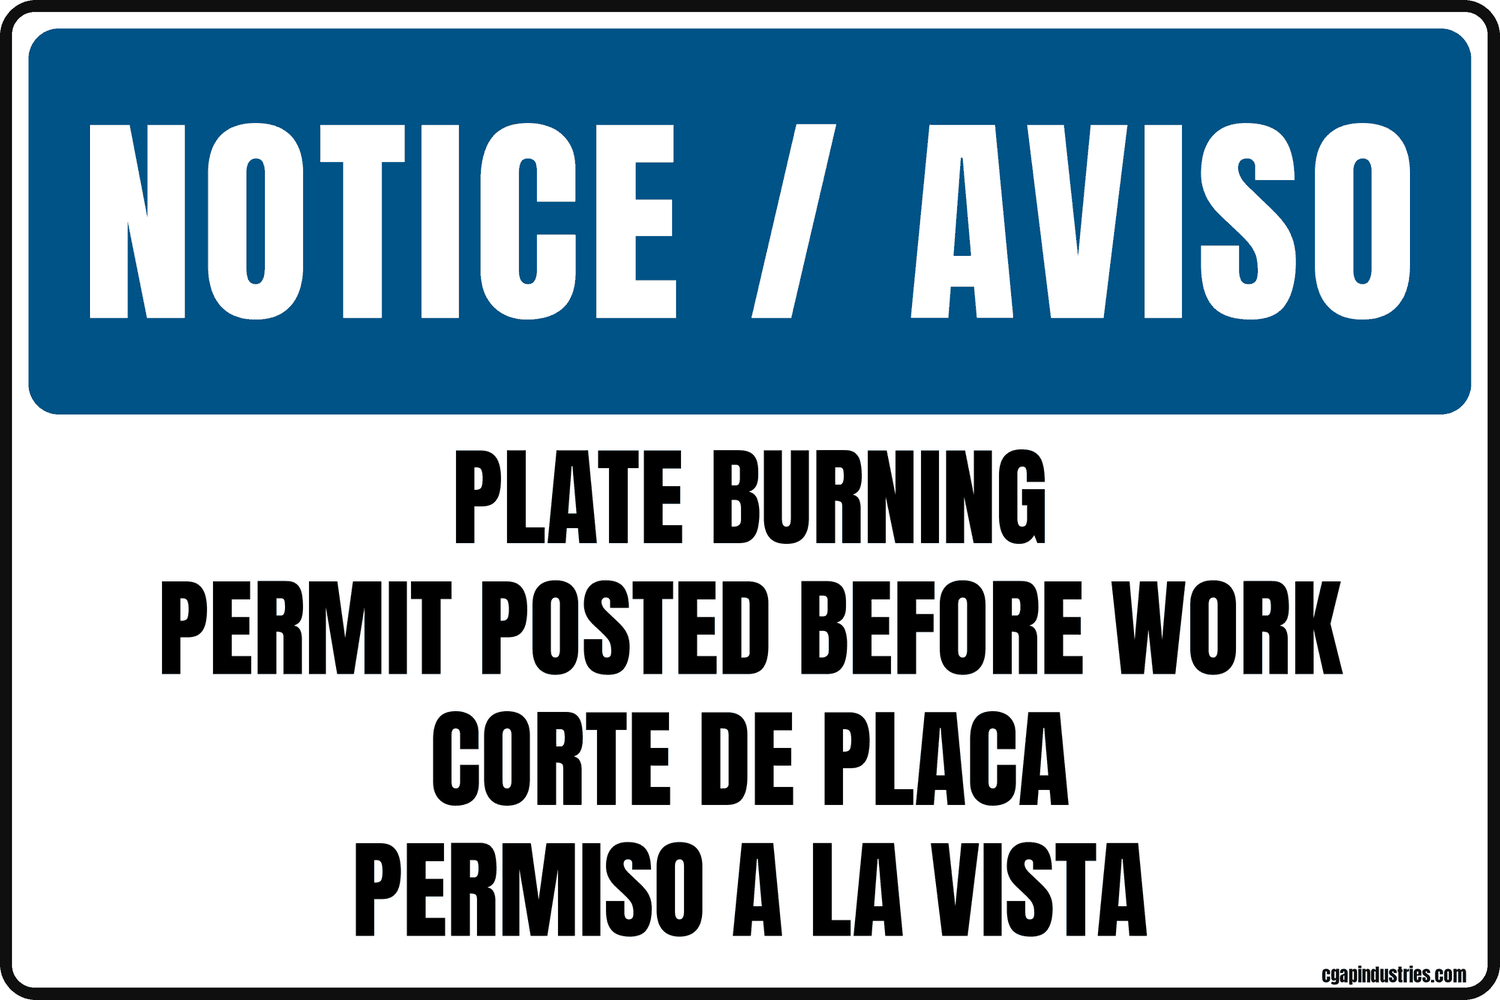 NOTICE / AVISO
PLATE BURNING
PERMIT POSTED BEFORE WORK
CORTE DE PLACA
PERMISO A LA VISTA
cgapindustries.com